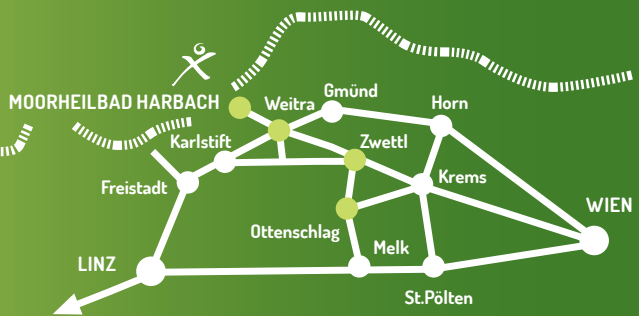 Gmünd
MOORHEILBAD HARBACH
Weitra
Horn
Karlstift
Zwettl
Freistadt
Krems
WIEN
Ottenschlag
Melk
LINZ
St.Pölten